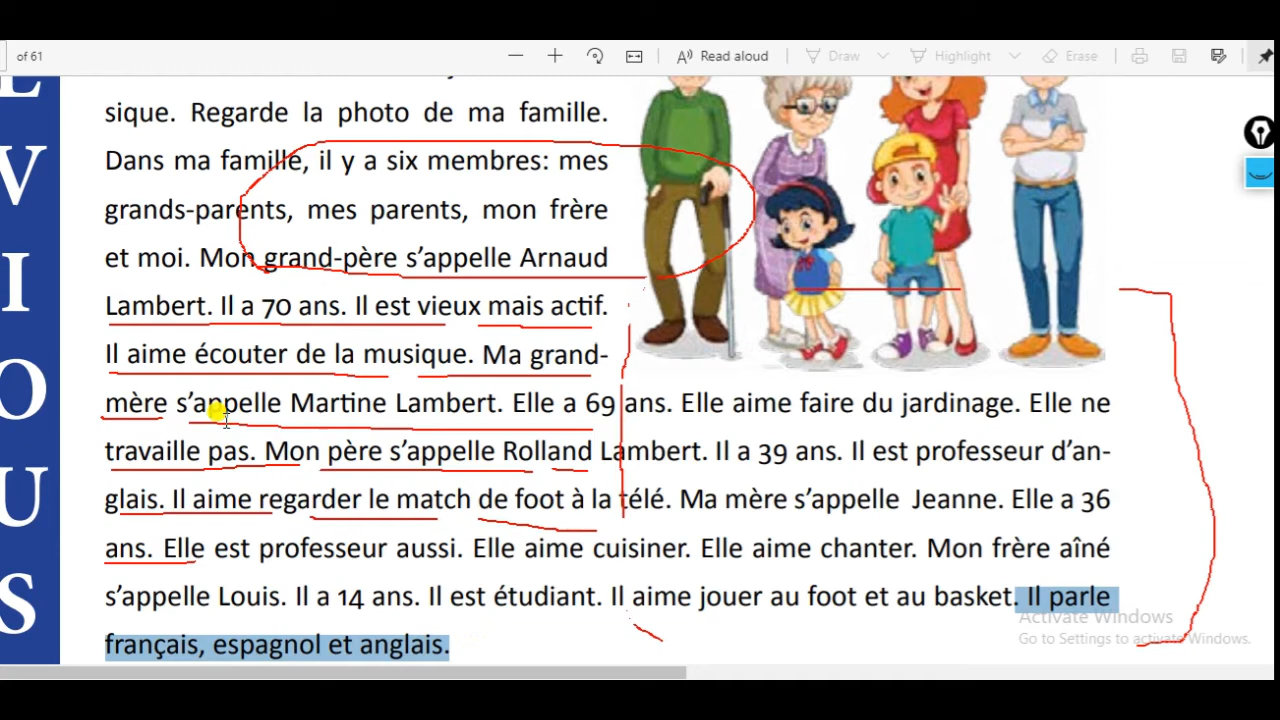 of 61
Read aloud
Draw
Highlight
Erase
sique. Regarde la photo de ma famille.
Dans ma famille, il y a six membres: mes
grands-parents, mes parents, mon frère
et moi. Mon grand-père s'appelle Arnaud
Lambert. Il a 70 ans. Il est vieux mais actif.
Il aime écouter de la musique. Ma grand-
mère s'appelle Martine Lambert. Elle a 69 ans. Elle aime faire du jardinage. Elle ne
travaille pas. Mon père s'appelle Rolland Lambert. Il a 39 ans. Il est professeur d'an-
glais. Il aime regarder le match de foot à la télé. Ma mère s'appelle Jeanne. Elle a 36
ans. Elle est professeur aussi. Elle aime cuisiner. Elle aime chanter. Mon frère aîné
s'appelle Louis. Il a 14 ans. Il est étudiant. Il aime jouer au foot et au basket. Il parle
français, espagnol et anglais.
Activate Windows
Go to Settings to activate Windows.
V
I
O
U
S